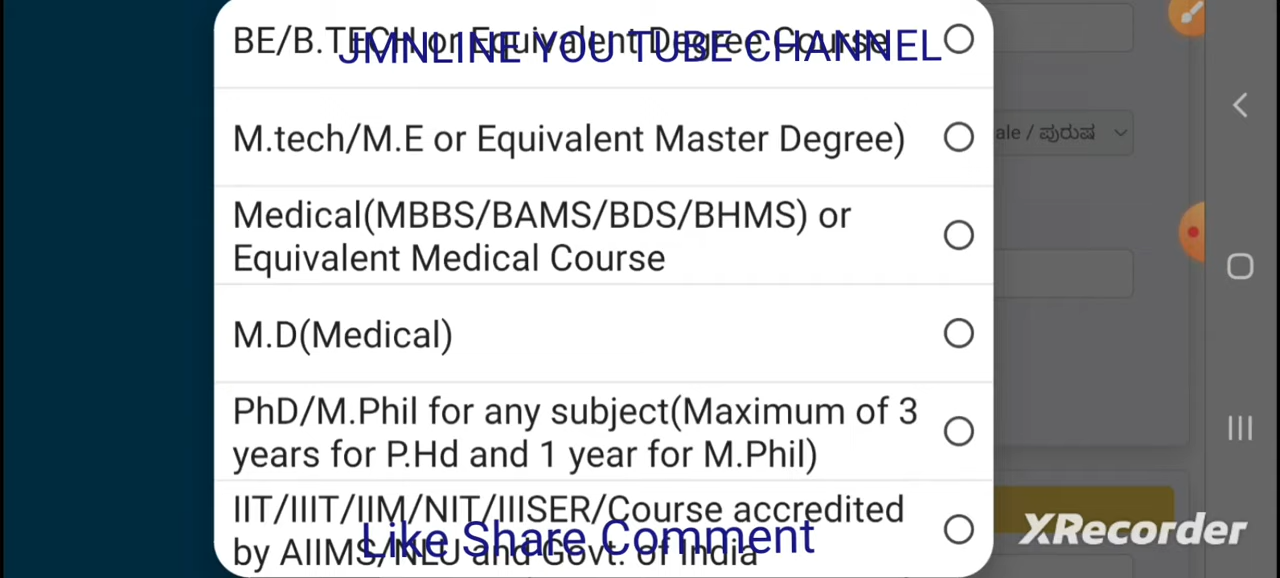 BE/B.TECH or Equivalent Degree Course
JMNLINE YOU TUBE CHANNEL
M.tech/M.E or Equivalent Master Degree)
ale / ಪುರುಷ
Medical(MBBS/BAMS/BDS/BHMS) or
Equivalent Medical Course
M.D(Medical)
PhD/M.Phil for any subject(Maximum of 3
years for P.Hd and 1 year for M.Phil)
IIT/IIIT/IIM/NIT/IIISER/Course accredited
by AIIMS/NLU and Govt. of India
Like Share Comment
XRecorder